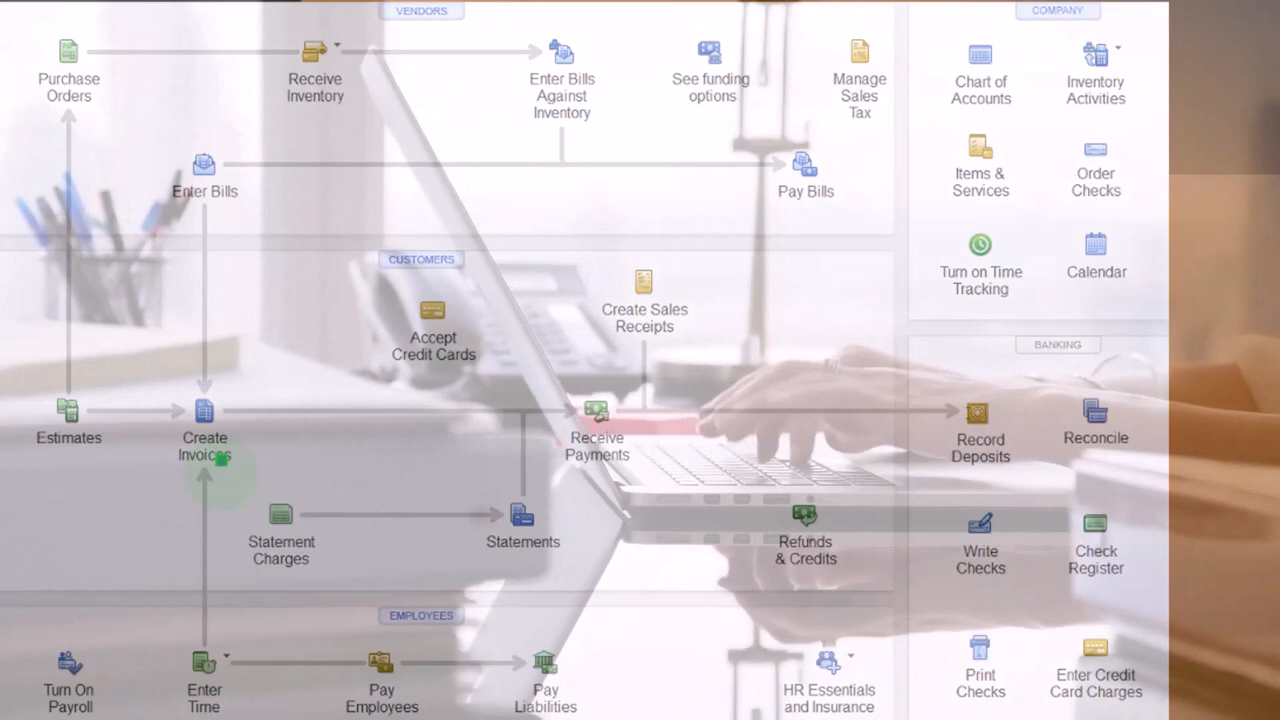 VENDORS
COMPANY
Purchase
Orders
Receive
Inventory
Enter Bills
Against
Inventory
See funding
options
Manage
Sales
Tax
Chart of
Accounts
Inventory
Activities
Enter Bills
Pay Bills
Items &
Services
Order
Checks
CUSTOMERS
Turn on Time
Tracking
Calendar
Create Sales
Receipts
Accept
Credit Cards
BANKING
Estimates
Create
Invoices
Receive
Payments
Record
Deposits
Reconcile
Statement
Charges
Statements
Refunds
& Credits
Write
Checks
Check
Register
EMPLOYEES
Turn On
Payroll
Enter
Time
Pay
Employees
Pay
Liabilities
HR Essentials
and Insurance
Print
Checks
Enter Credit
Card Charges